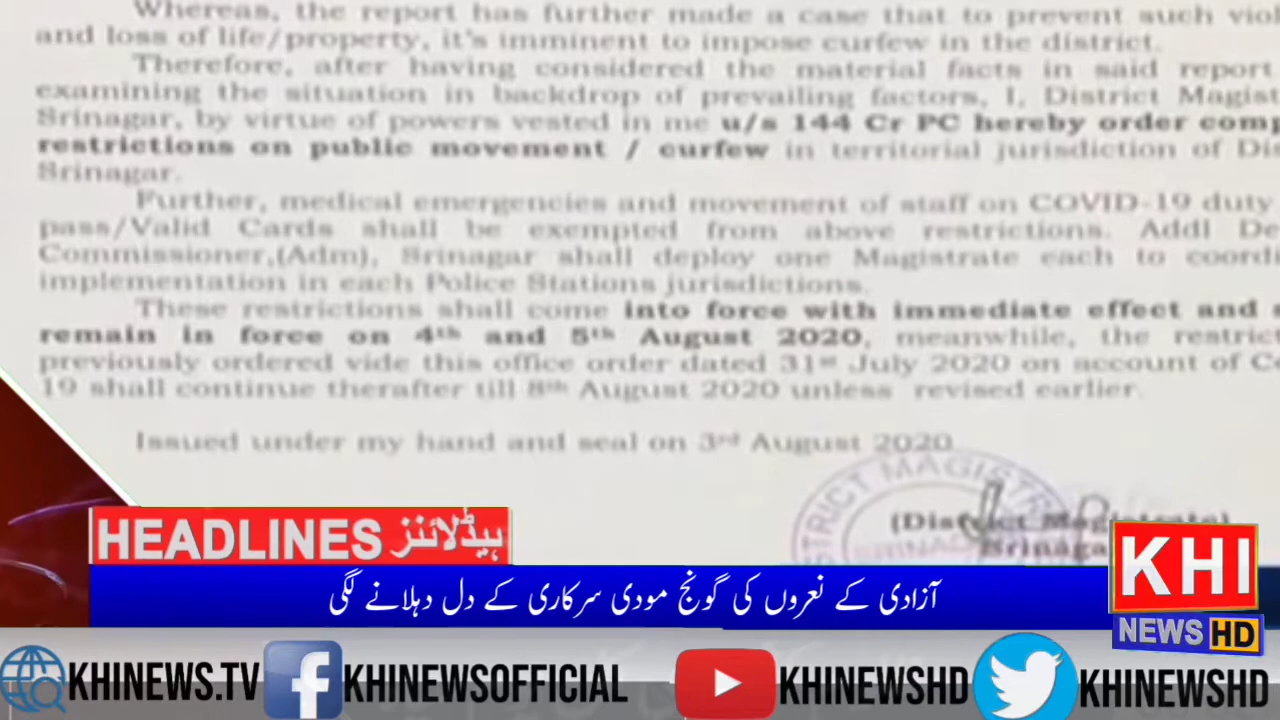 Whereas, the report has further made a case that to prevent such
and loss of life/property, it's imminent to impose curfew in the district.
Therefore, after having considered the material facts in said report
examining the situation in backdrop of prevailing factors, I, District
Srinagar, by virtue of powers vested in me u/s 144 Cr PC hereby order
restrictions on public movement / curfew in territorial jurisdiction of
Srinagar.
Further, medical emergencies and movement of staff on COVID-19 duty
pass/Valid Cards shall be exempted from above restrictions. Addl
Commissioner,(Adm), Srinagar shall deploy one Magistrate each to
implementation in each Police Stations jurisdictions.
These restrictions shall come into force with immediate effect and
remain in force on 4th and 5th August 2020, meanwhile, the
previously ordered vide this office order dated 31st July 2020 on account of
19 shall continue therafter till 8th August 2020 unless revised earlier.
Issued under my hand and seal on 3rd August 2020
(District Magistrate)
HEADLINES ہیڈلائنز
آزادی کے نعروں کی گونج مودی سرکاری کے دل دہلانے لگی
KHI
NEWS HD
KHINEWS.TV KHINEWSOFFICIAL KHINEWSHD KHINEWSHD